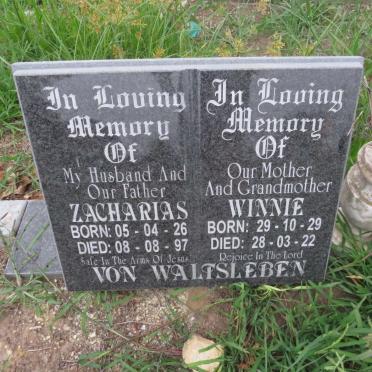 In Loving
Memory
Of
My Husband And
Our Father
ZACHARIAS
BORN: 05 - 04 - 26
DIED: 08 - 08 - 97
Safe In The Arms Of Jesus
In Loving
Memory
Of
Our Mother
And Grandmother
WINNIE
BORN: 29 - 10 - 29
DIED: 28 - 03 - 22
Rejoice In The Lord
VON WALTSLEBEN